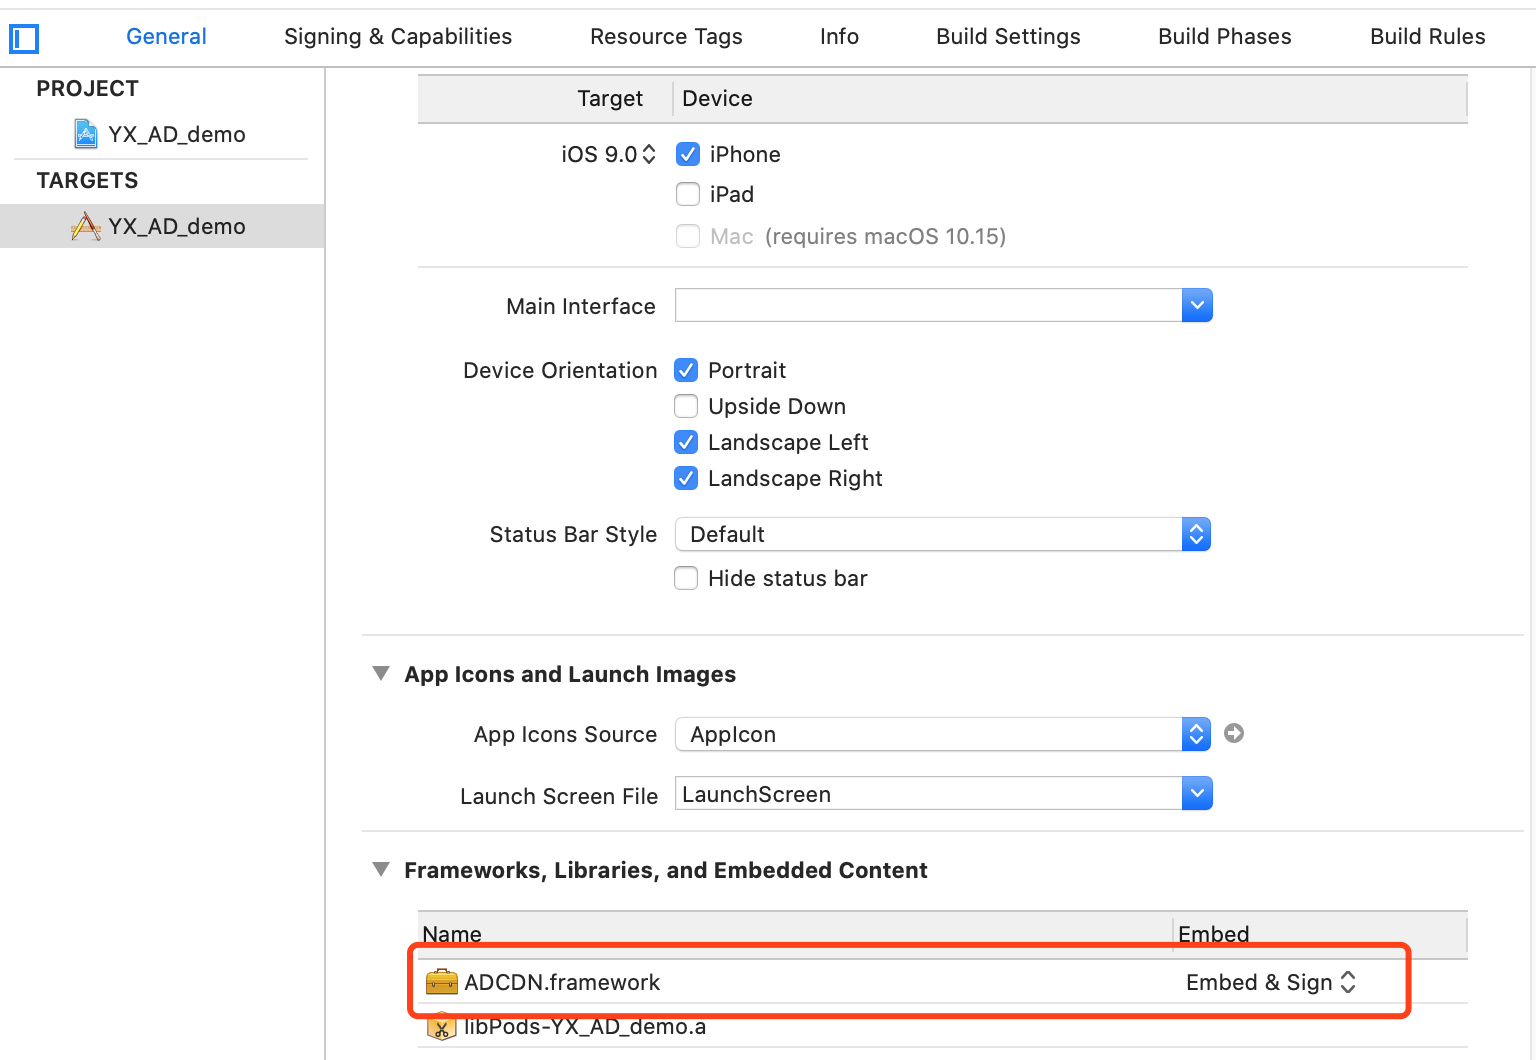 General Signing & Capabilities Resource Tags Info Build Settings Build Phases Build Rules
PROJECT
YX_AD_demo
TARGETS
YX_AD_demo
Target Device
iOS 9.0 iPhone
iPad
Mac (requires macOS 10.15)
Main Interface
Device Orientation Portrait
Upside Down
Landscape Left
Landscape Right
Status Bar Style Default
Hide status bar
App Icons and Launch Images
App Icons Source AppIcon
Launch Screen File LaunchScreen
Frameworks, Libraries, and Embedded Content
Name Embed
ADCDN.framework Embed & Sign
libPods-YX_AD_demo.a